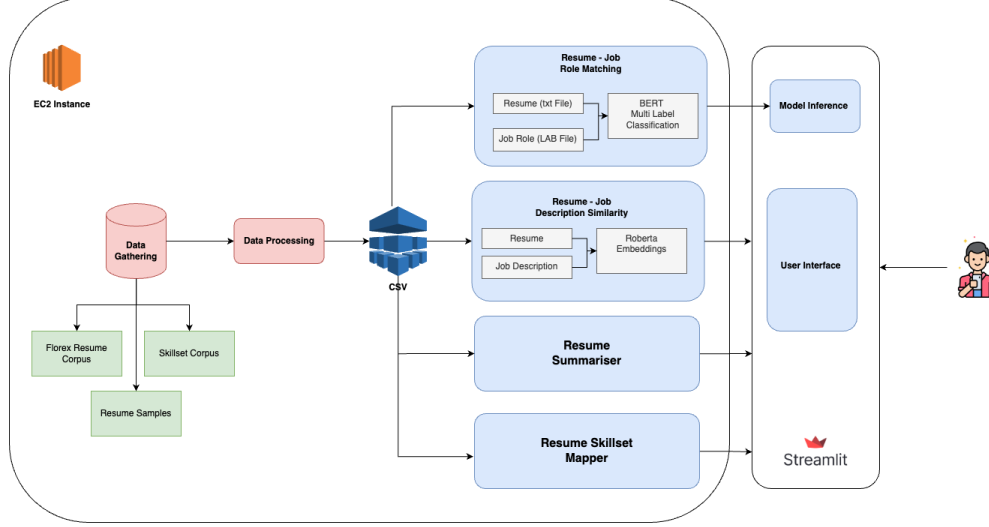 EC2 Instance
Data
Gathering
Data Processing
CSV
Florex Resume
Corpus
Skillset Corpus
Resume Samples
Resume - Job
Role Matching
Resume (txt File)
Job Role (LAB File)
BERT
Multi Label
Classification
Resume - Job
Description Similarity
Resume
Job Description
Roberta
Embeddings
Resume
Summariser
Resume Skillset
Mapper
Model Inference
User Interface
Streamlit